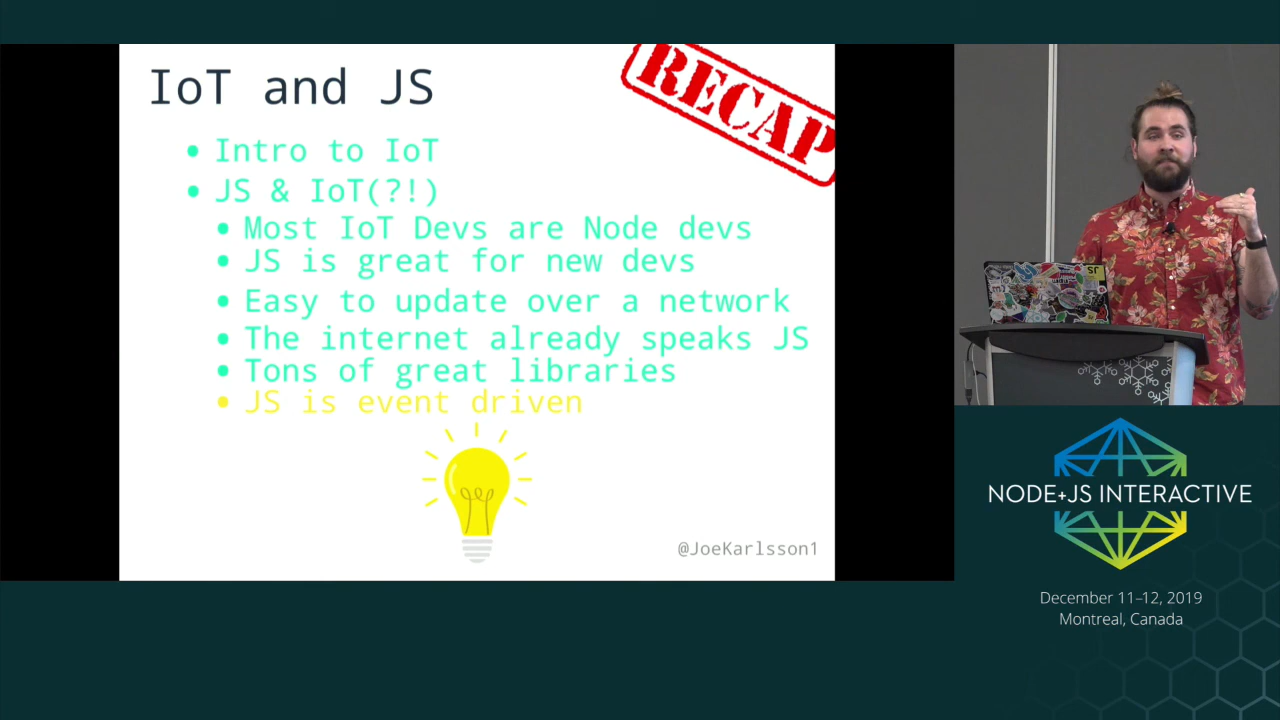 IoT and JS
RECAP
• Intro to IoT
• JS & IoT(?!)
• Most IoT Devs are Node devs
• JS is great for new devs
• Easy to update over a network
• The internet already speaks JS
• Tons of great libraries
• JS is event driven
@JoeKarlsson1
JS
NODE+JS INTERACTIVE
December 11–12, 2019
Montreal, Canada